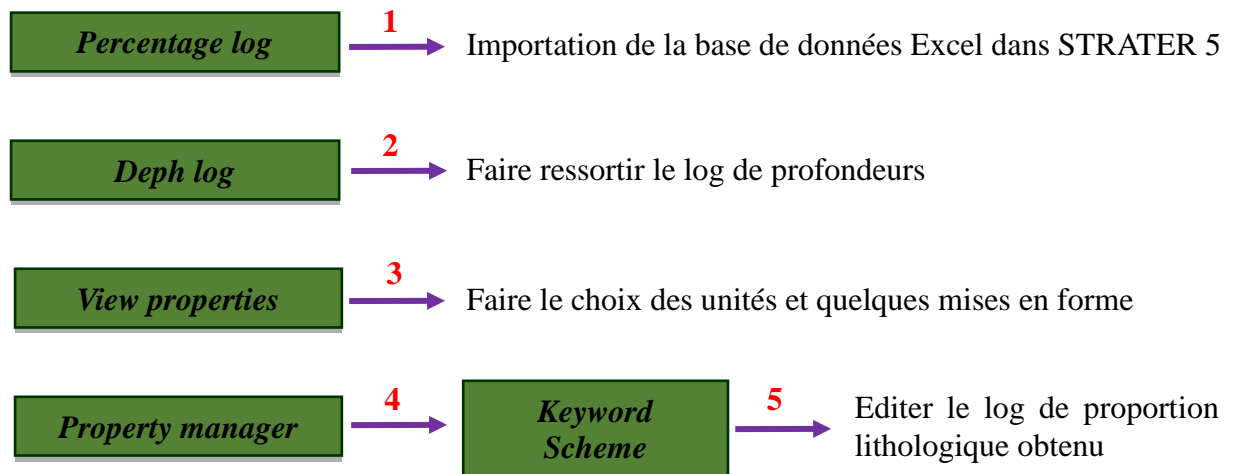 Percentage log 1 Importation de la base de données Excel dans STRATER 5
Deph log 2 Faire ressortir le log de profondeurs
View properties 3 Faire le choix des unités et quelques mises en forme
Property manager 4 Keyword Scheme 5 Editer le log de proportion lithologique obtenu